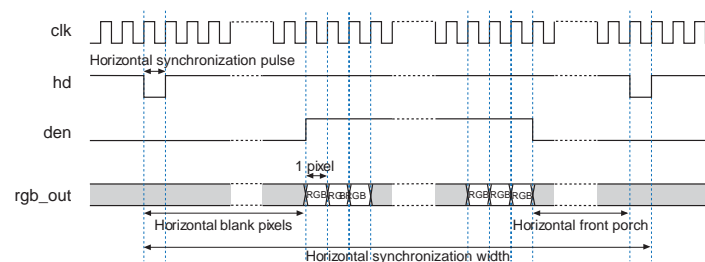 clk
Horizontal synchronization pulse
hd
den
1 pixel
rgb_out
RGB RGB RGB RGB RGB RGB
Horizontal blank pixels
Horizontal front porch
Horizontal synchronization width